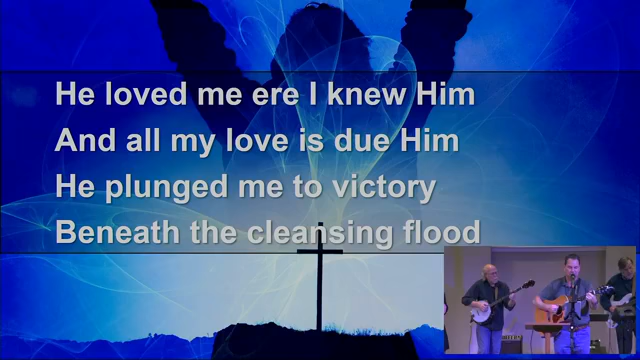 He loved me ere I knew Him
And all my love is due Him
He plunged me to victory
Beneath the cleansing flood